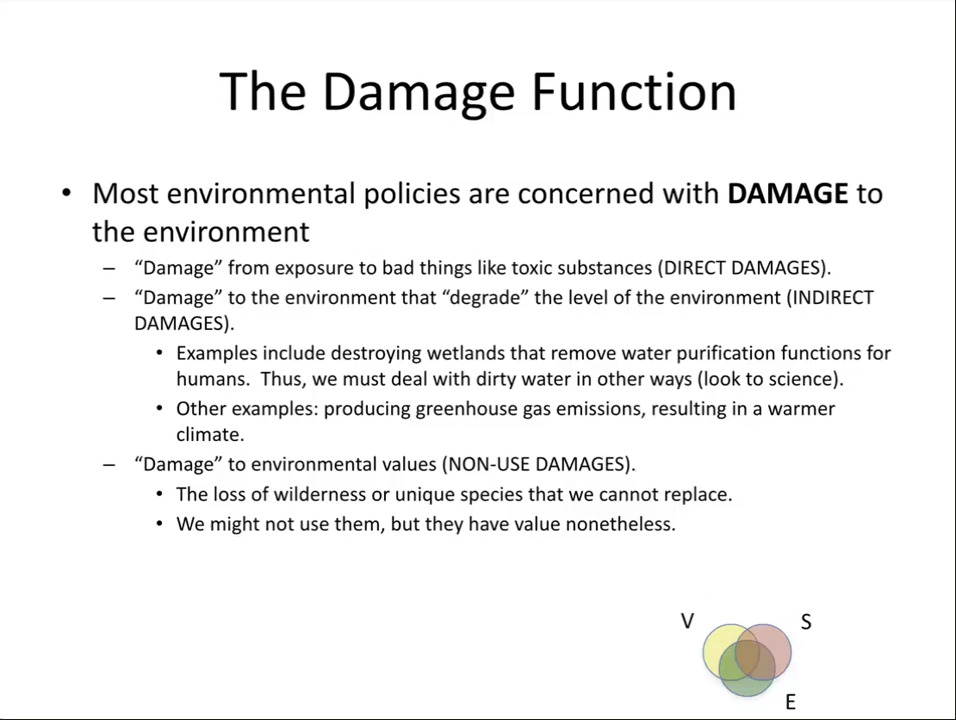 The Damage Function
• Most environmental policies are concerned with DAMAGE to
the environment
– “Damage” from exposure to bad things like toxic substances (DIRECT DAMAGES).
– “Damage” to the environment that “degrade” the level of the environment (INDIRECT
DAMAGES).
• Examples include destroying wetlands that remove water purification functions for
humans.  Thus, we must deal with dirty water in other ways (look to science).
• Other examples: producing greenhouse gas emissions, resulting in a warmer
climate.
– “Damage” to environmental values (NON-USE DAMAGES).
• The loss of wilderness or unique species that we cannot replace.
• We might not use them, but they have value nonetheless.
V
S
E